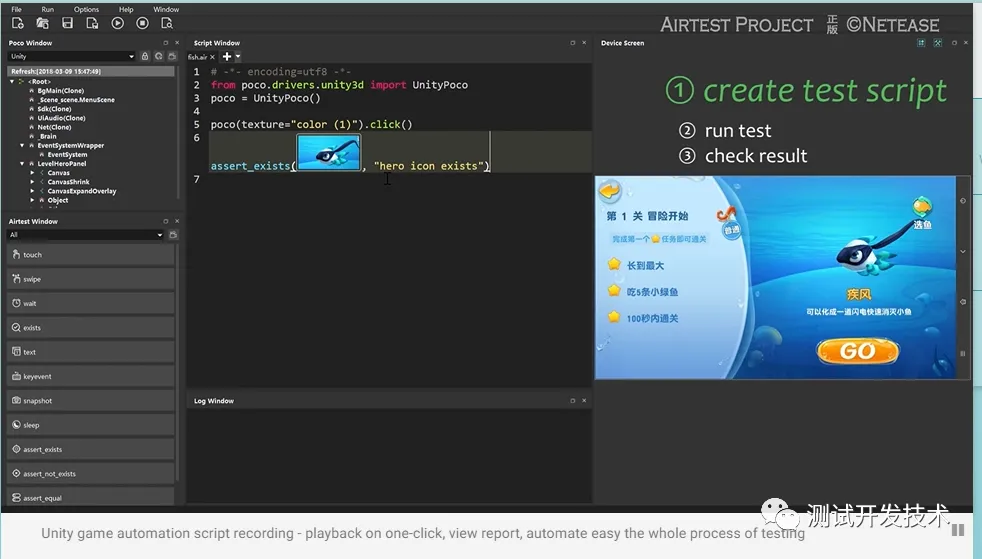 File Run Options Help Window
AIRTEST PROJECT 正版 ©NETEASE
Poco Window
Unity
Refresh:[2018-03-09 15:47:49]
<Root>
BgMain(Clone)
_Scene_scene.MenuScene
Sdk(Clone)
UiAudio(Clone)
Net(Clone)
_Brain
EventSystemWrapper
EventSystem
LevelHeroPanel
Canvas
CanvasShrink
CanvasExpandOverlay
Object
Airtest Window
All
touch
swipe
wait
exists
text
keyevent
snapshot
sleep
assert_exists
assert_not_exists
assert_equal
Script Window
fish.air
1 # -*- encoding=utf8 -*-
2 from poco.drivers.unity3d import UnityPoco
3 poco = UnityPoco()
4
5 poco(texture="color (1)").click()
6
assert_exists( , "hero icon exists")
7
Log Window
Device Screen
① create test script
② run test
③ check result
第 1 关 冒险开始
普通
完成第一个任务即可通关
长到最大
吃5条小绿鱼
100秒内通关
选鱼
疾风
可以化成一道闪电快速消灭小鱼
GO
测试开发技术
Unity game automation script recording - playback on one-click, view report, automate easy the whole process of testing